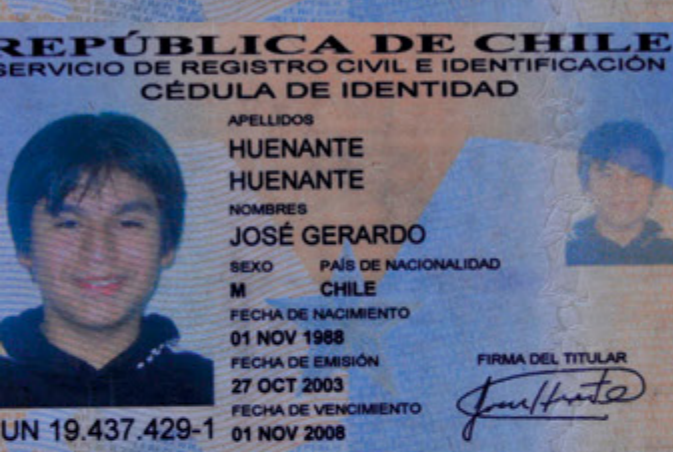 REPÚBLICA DE CHILE
SERVICIO DE REGISTRO CIVIL E IDENTIFICACIÓN
CÉDULA DE IDENTIDAD
APELLIDOS
HUENANTE
HUENANTE
NOMBRES
JOSÉ GERARDO
SEXO PAÍS DE NACIONALIDAD
M CHILE
FECHA DE NACIMIENTO
01 NOV 1988
FECHA DE EMISIÓN
27 OCT 2003
FECHA DE VENCIMIENTO
01 NOV 2008
FIRMA DEL TITULAR
UN 19.437.429-1